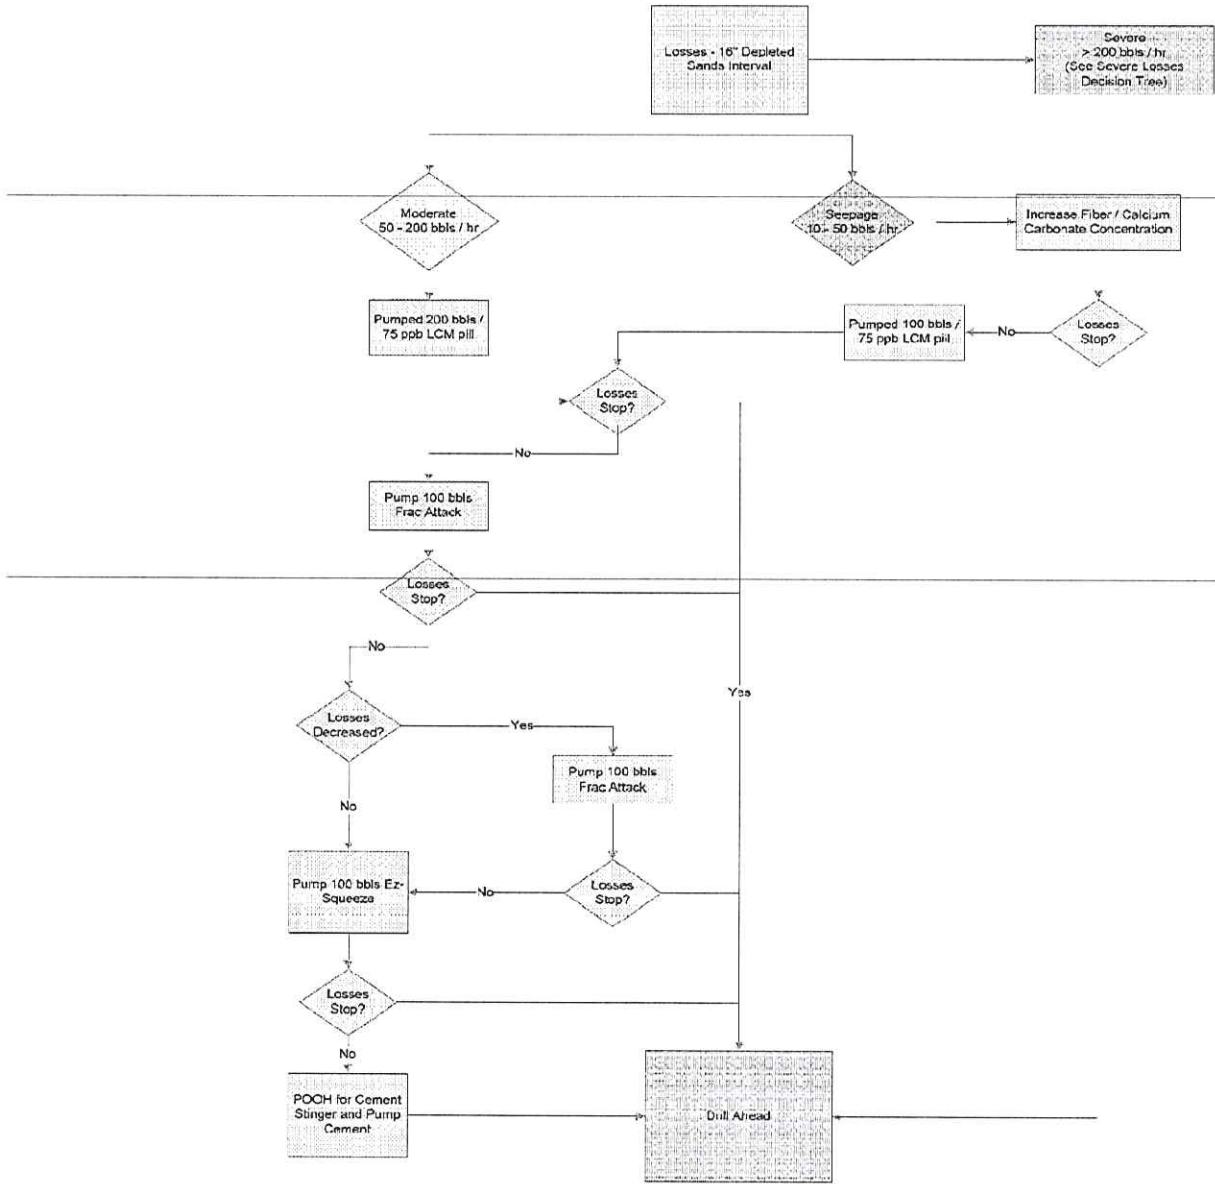 Losses - 16" Depleted
Sands Interval
Severe
> 200 bbls / hr
(See Severe Losses
Decision Tree)
Moderate
50 - 200 bbls / hr
Seepage
10 - 50 bbls / hr
Increase Fiber / Calcium
Carbonate Concentration
Pumped 200 bbls /
75 ppb LCM pill
Pumped 100 bbls /
75 ppb LCM pill
No
Losses
Stop?
Losses
Stop?
No
Pump 100 bbls
Frac Attack
Losses
Stop?
No
Yes
Losses
Decreased?
Yes
Pump 100 bbls
Frac Attack
No
Pump 100 bbls Ez-
Squeeze
No
Losses
Stop?
Losses
Stop?
No
POOH for Cement
Stinger and Pump
Cement
Drill Ahead